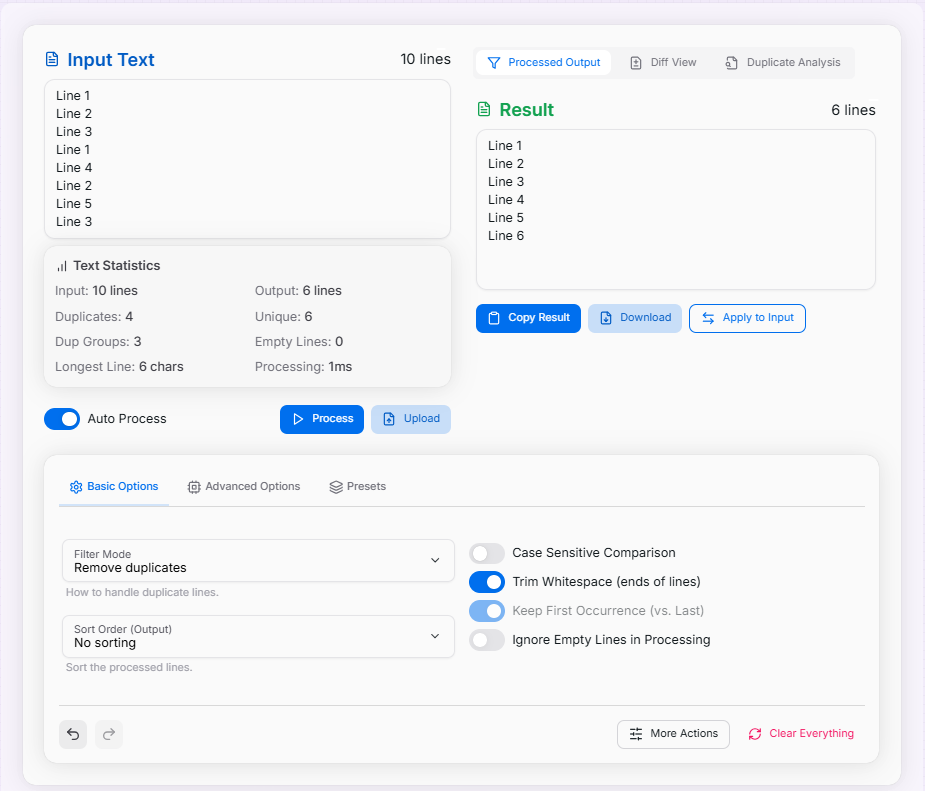 Input Text
10 lines
Line 1
Line 2
Line 3
Line 1
Line 4
Line 2
Line 5
Line 3
Text Statistics
Input: 10 lines
Output: 6 lines
Duplicates: 4
Unique: 6
Dup Groups: 3
Empty Lines: 0
Longest Line: 6 chars
Processing: 1ms
Auto Process
Process
Upload
Processed Output
Diff View
Duplicate Analysis
Result
6 lines
Line 1
Line 2
Line 3
Line 4
Line 5
Line 6
Copy Result
Download
Apply to Input
Basic Options
Advanced Options
Presets
Filter Mode
Remove duplicates
How to handle duplicate lines.
Sort Order (Output)
No sorting
Sort the processed lines.
Case Sensitive Comparison
Trim Whitespace (ends of lines)
Keep First Occurrence (vs. Last)
Ignore Empty Lines in Processing
More Actions
Clear Everything